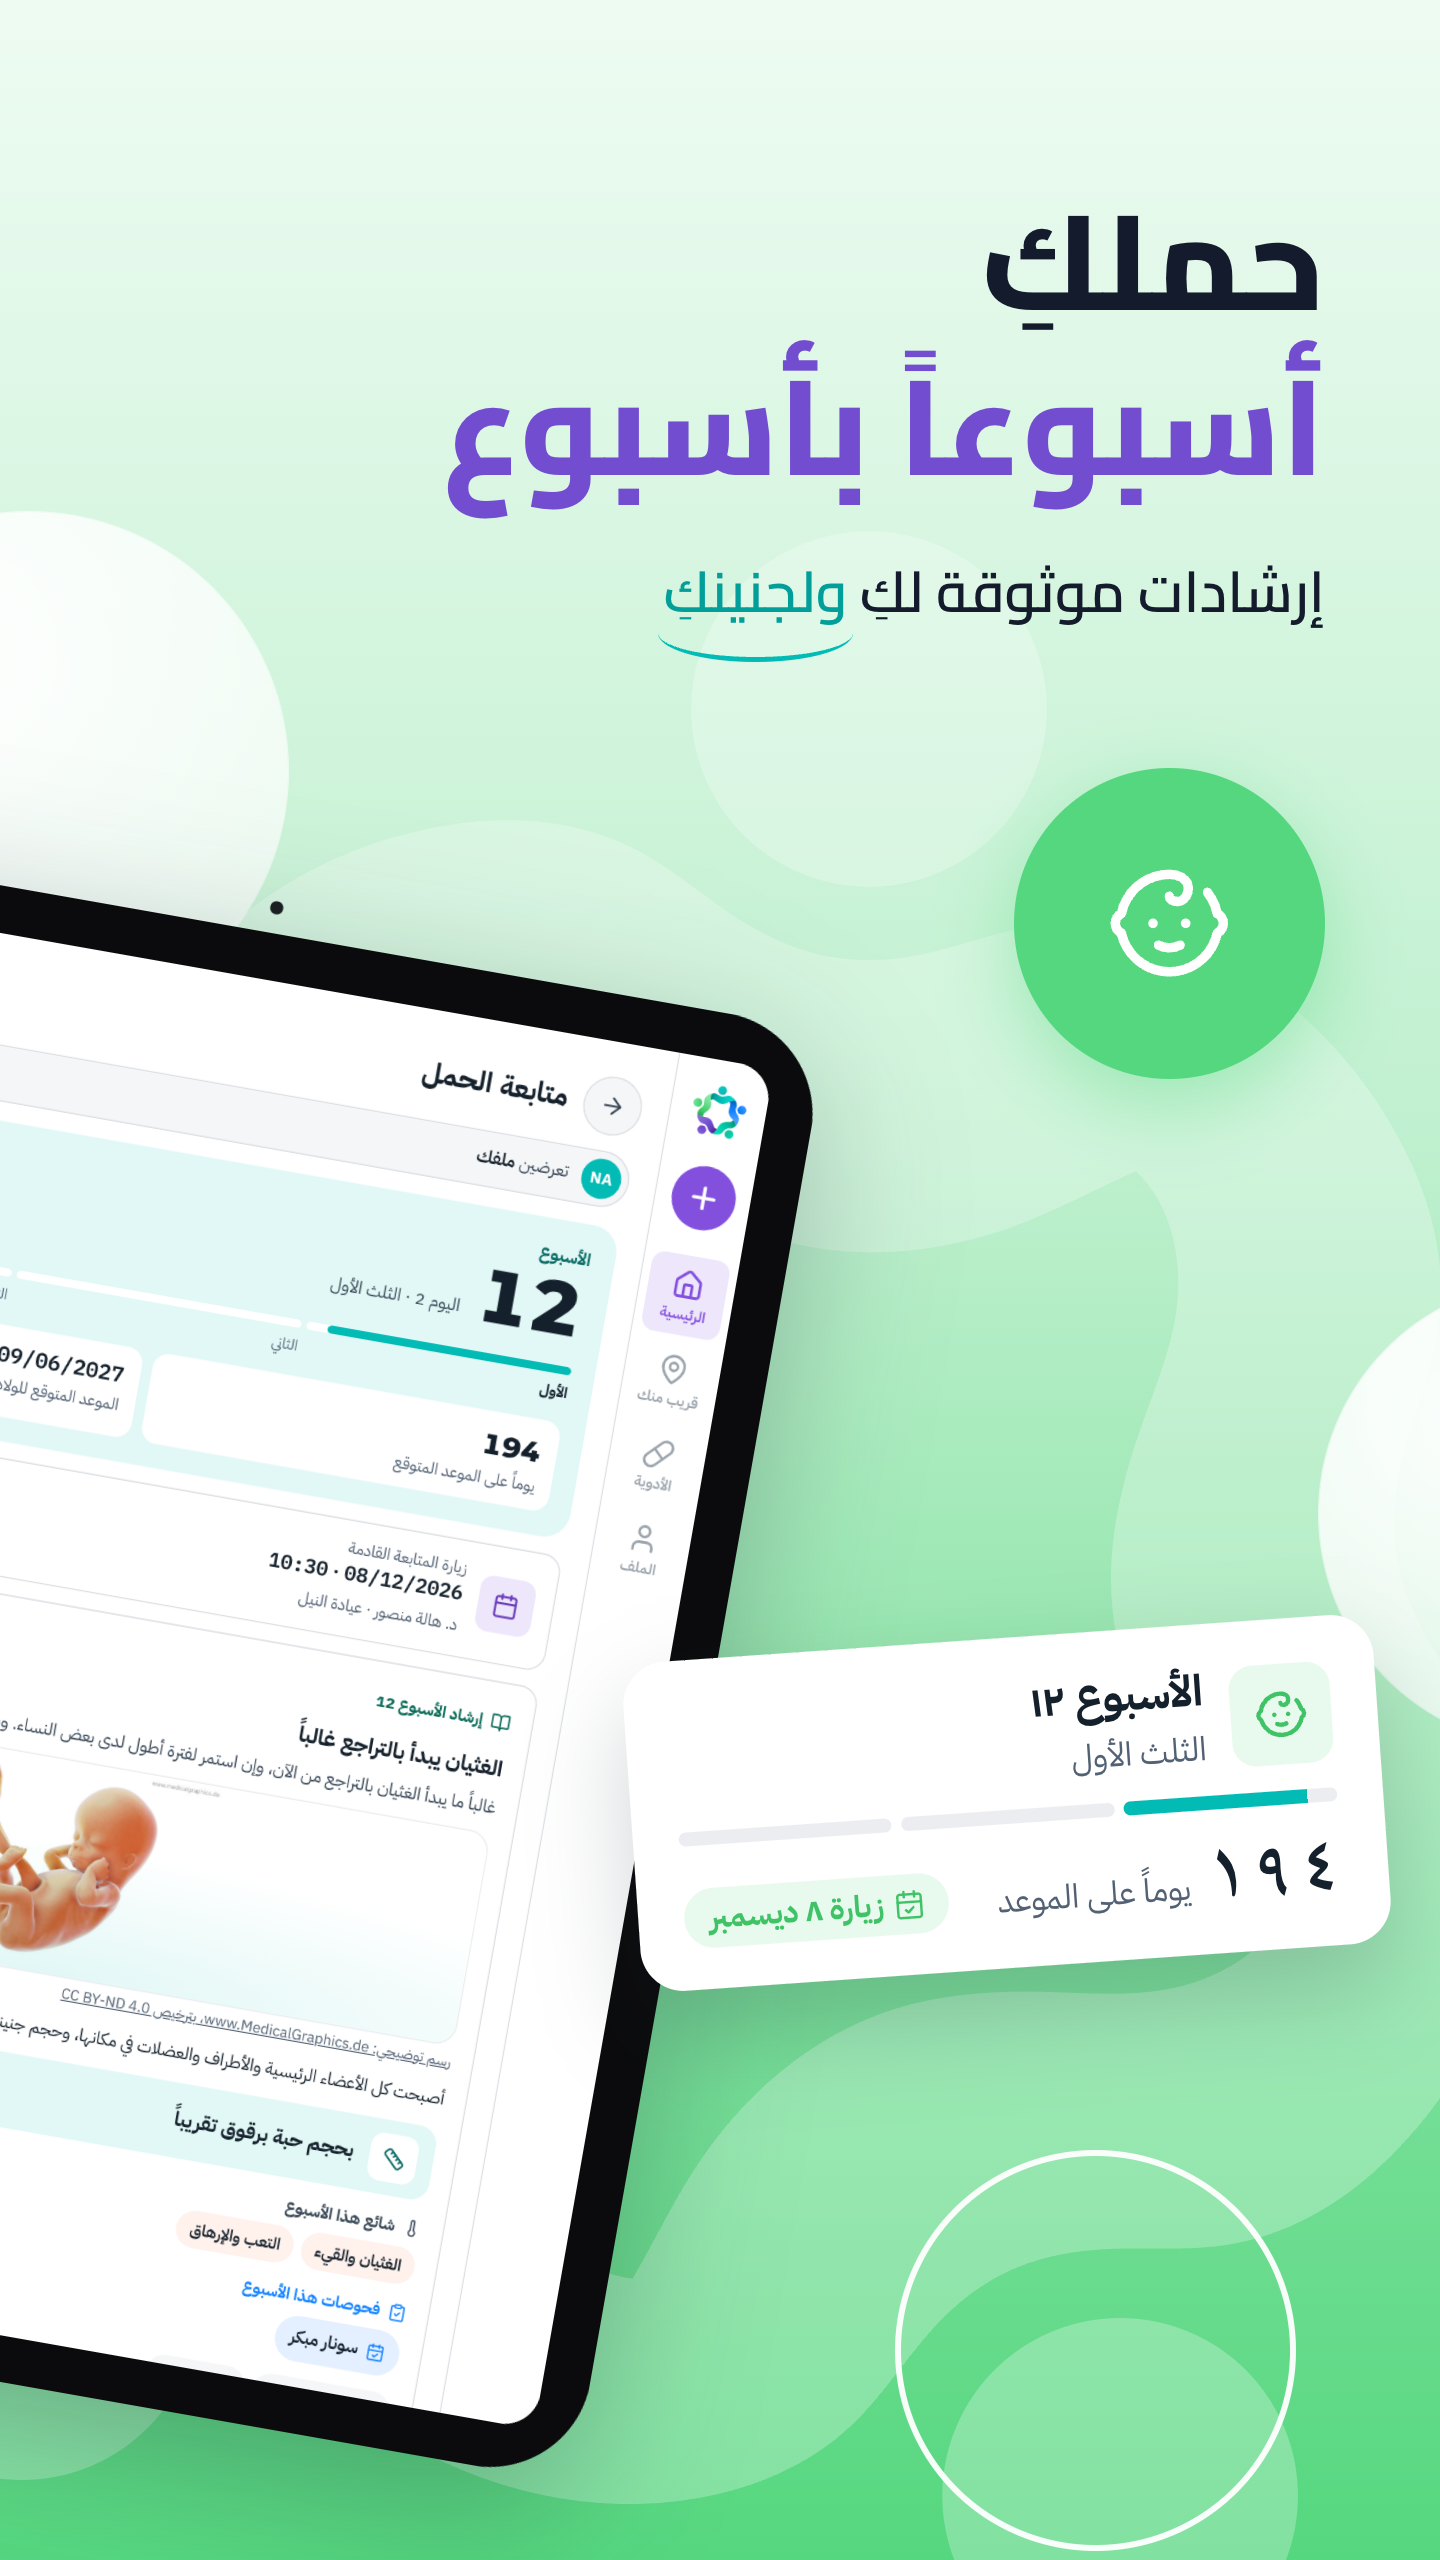 حملكِ
أسبوعاً بأسبوع
إرشادات موثوقة لكِ ولجنينكِ
متابعة الحمل
NA
تعرضين ملفك
الأسبوع
12
اليوم 2 · الثلث الأول
الأول
الثاني
194
يوماً على الموعد المتوقع
09/06/2027
الموعد المتوقع
زيارة المتابعة القادمة
08/12/2026 · 10:30
د. هالة منصور · عيادة النيل
إرشاد الأسبوع 12
الغثيان يبدأ بالتراجع غالباً
غالباً ما يبدأ الغثيان بالتراجع من الآن، وإن استمر لفترة أطول لدى بعض النساء.
www.medicalgraphics.de
رسم توضيحي: www.MedicalGraphics.de، بترخيص CC BY-ND 4.0
أصبحت كل الأعضاء الرئيسية والأطراف والعضلات في مكانها، وحجم
بحجم حبة برقوق تقريباً
شائع هذا الأسبوع
الغثيان والقيء
التعب والإرهاق
فحوصات هذا الأسبوع
سونار مبكر
الرئيسية
قريب منك
الأدوية
الملف
الأسبوع ١٢
الثلث الأول
١٩٤ يوماً على الموعد
زيارة ٨ ديسمبر